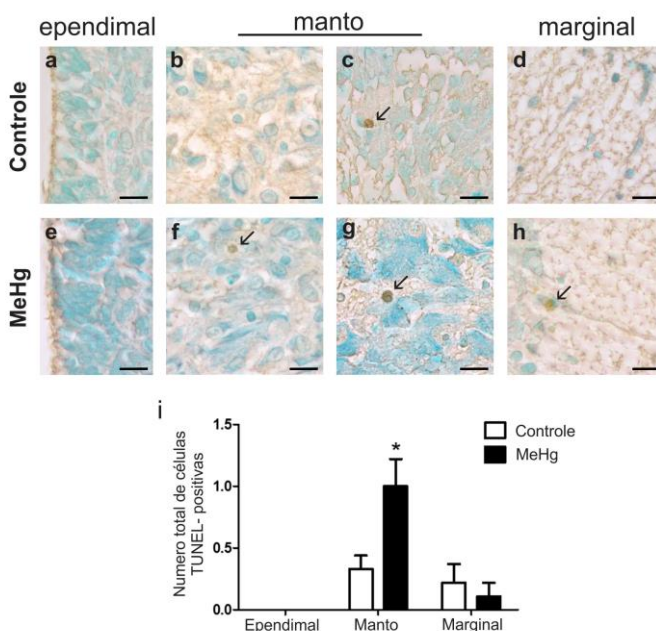 ependimal manto marginal
Controle
a b c d
MeHg
e f g h
i
Numero total de células
TUNEL- positivas
1.5
1.0
0.5
0.0
*
Controle
MeHg
Ependimal Manto Marginal